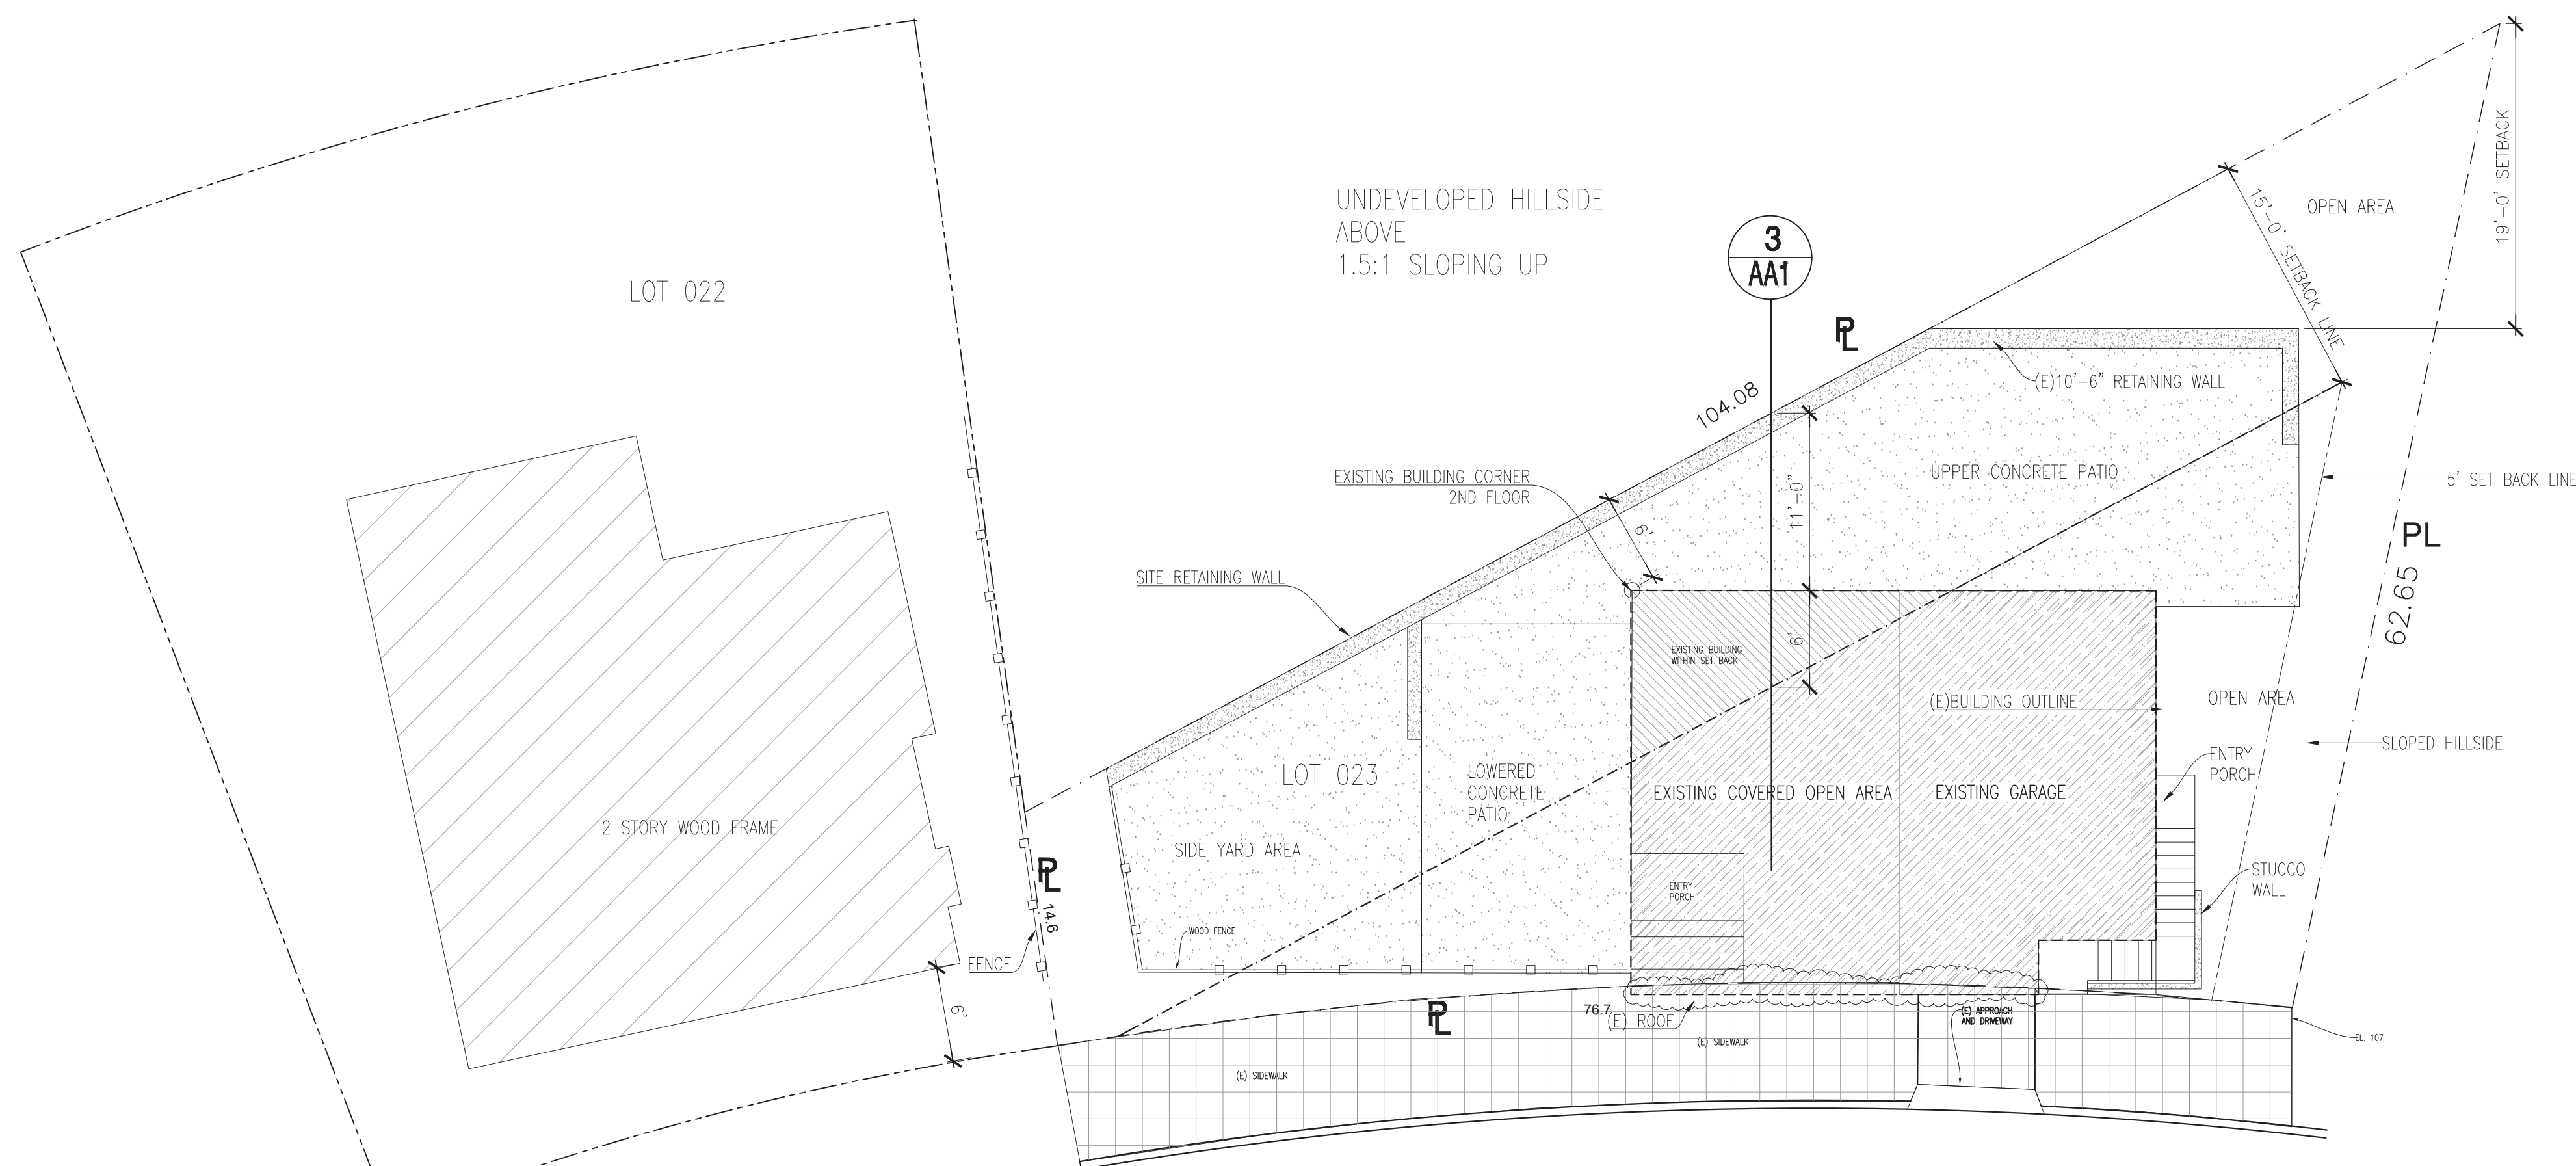 LOT 022
2 STORY WOOD FRAME
6'
FENCE
PL
14.6
UNDEVELOPED HILLSIDE
ABOVE
1.5:1 SLOPING UP
3
AA1
PL
104.08
EXISTING BUILDING CORNER
2ND FLOOR
SITE RETAINING WALL
6'
11'-0"
6'
(E)10'-6" RETAINING WALL
UPPER CONCRETE PATIO
15'-0' SETBACK LINE
OPEN AREA
19'-0' SETBACK
5' SET BACK LINE
PL
62.65
EXISTING BUILDING
WITHIN SET BACK
(E)BUILDING OUTLINE
OPEN AREA
SLOPED HILLSIDE
ENTRY
PORCH
LOT 023
LOWERED
CONCRETE
PATIO
EXISTING COVERED OPEN AREA
EXISTING GARAGE
SIDE YARD AREA
ENTRY
PORCH
STUCCO
WALL
WOOD FENCE
PL
76.7
(E) ROOF
(E) APPROACH
AND DRIVEWAY
(E) SIDEWALK
(E) SIDEWALK
EL. 107